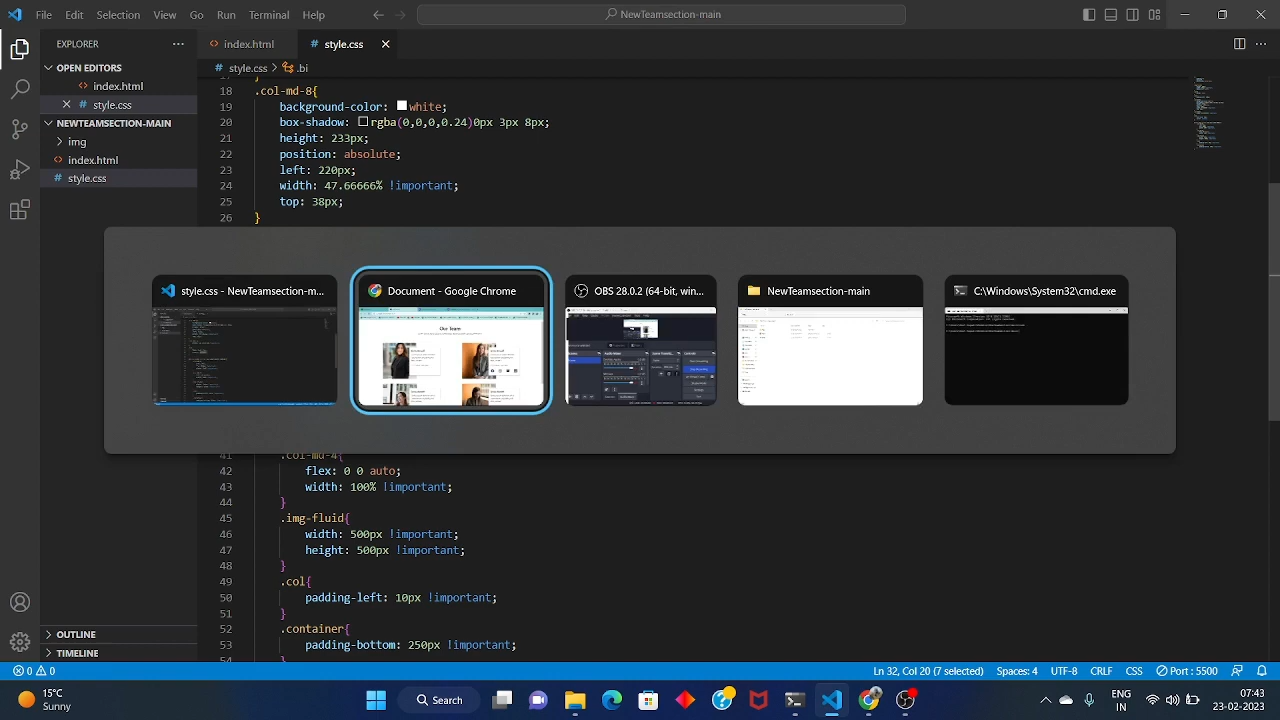 File Edit Selection View Go Run Terminal Help
NewTeamsection-main
EXPLORER
index.html
style.css
OPEN EDITORS
style.css
.bi
index.html
style.css
NEWTEAMSECTION-MAIN
img
index.html
style.css
18 .col-md-8{
19 background-color: white;
20 box-shadow: rgba(0,0,0,0.24)0px 3px 8px;
21 height: 233px;
22 position: absolute;
23 left: 220px;
24 width: 47.66666% !important;
25 top: 38px;
26 }
style.css - NewTeamsection-m...
Document - Google Chrome
OBS 28.0.2 (64-bit, win...
NewTeamsection-main
C:\Windows\System32\cmd.e...
Our Team
41 .col-md-4{
42 flex: 0 0 auto;
43 width: 100% !important;
44 }
45 .img-fluid{
46 width: 500px !important;
47 height: 500px !important;
48 }
49 .col{
50 padding-left: 10px !important;
51 }
52 .container{
53 padding-bottom: 250px !important;
54 }
OUTLINE
TIMELINE
0 0
Ln 32, Col 20 (7 selected)
Spaces: 4
UTF-8
CRLF
CSS
Port : 5500
15°C
Sunny
Search
ENG
IN
07:43
23-02-2023